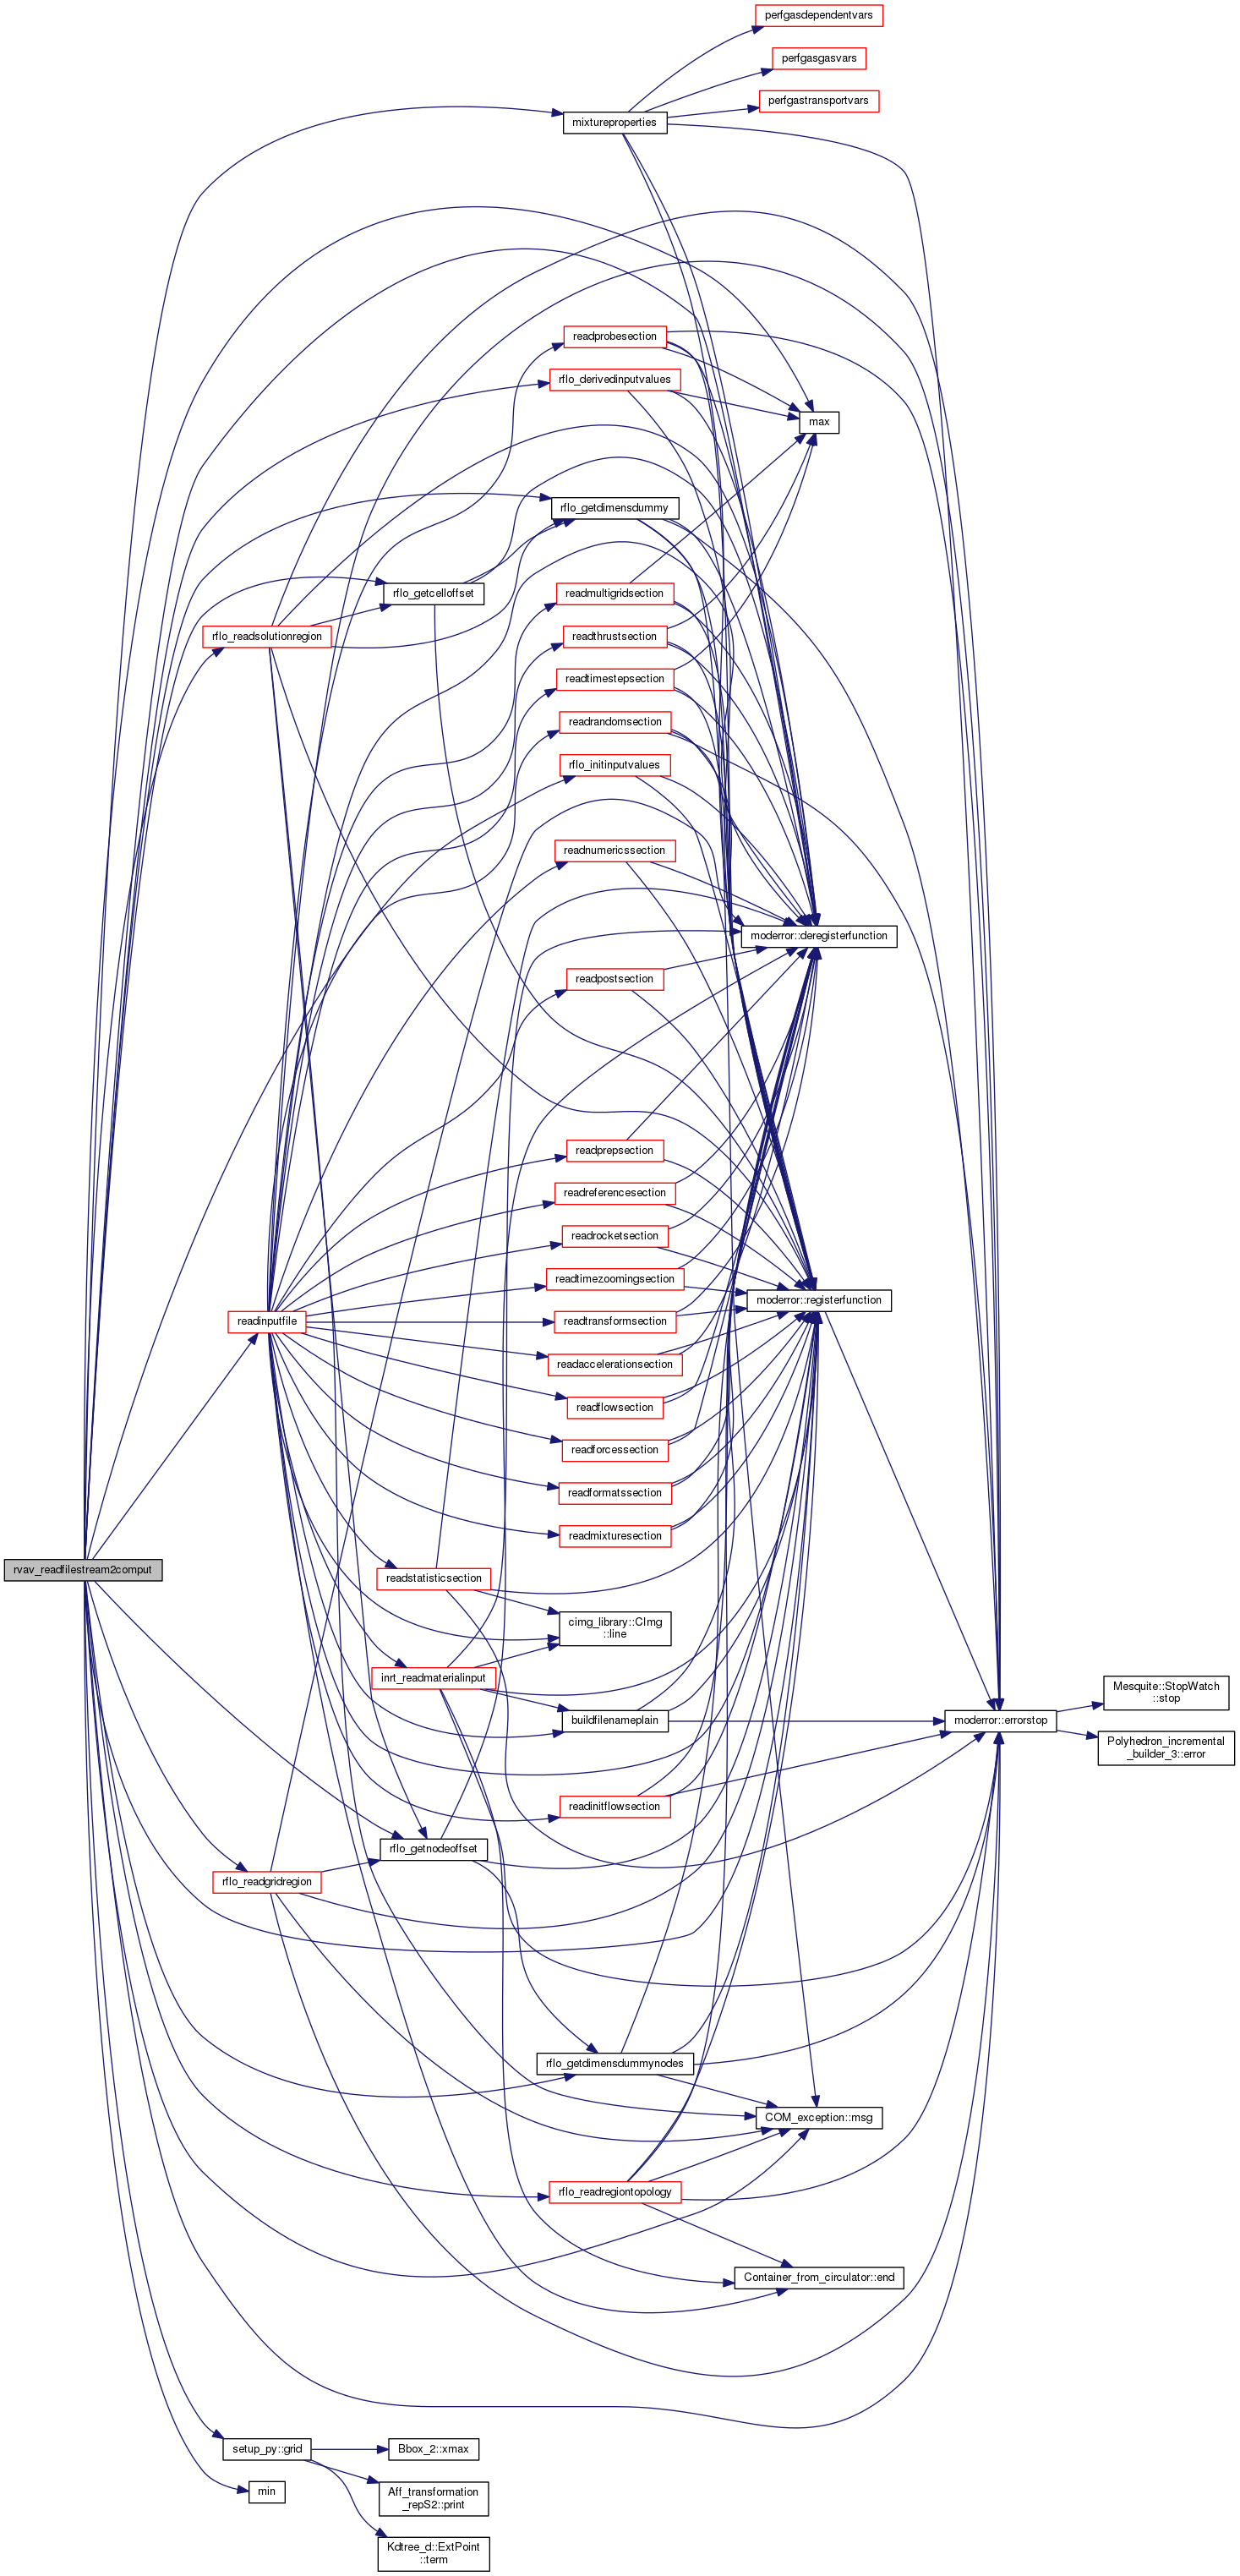 perfgasdependentvars
perfgasgasvars
perfgastransportvars
mixtureproperties
readprobesection
rflo_derivedinputvalues
max
rflo_getdimensdummy
rflo_getcelloffset
readmultigridsection
rflo_readsolutionregion
readthrustsection
readtimestepsection
readrandomsection
rflo_initinputvalues
readnumericssection
moderror::deregisterfunction
readpostsection
readprepsection
readreferencesection
readrocketsection
readtimezoomingsection
moderror::registerfunction
readinputfile
readtransformsection
readaccelerationsection
readflowsection
readforcessection
readformatssection
readmixturesection
rvav_readfilestream2comput
readstatisticsection
cimg_library::CImg
::line
inrt_readmaterialinput
Mesquite::StopWatch
::stop
buildfilenameplain
moderror::errorstop
Polyhedron_incremental
_builder_3::error
readinitflowsection
rflo_getnodeoffset
rflo_readgridregion
rflo_getdimensdummynodes
COM_exception::msg
rflo_readregiontopology
Container_from_circulator::end
setup_py::grid
Bbox_2::xmax
min
Aff_transformation
_repS2::print
Kdtree_d::ExtPoint
::term